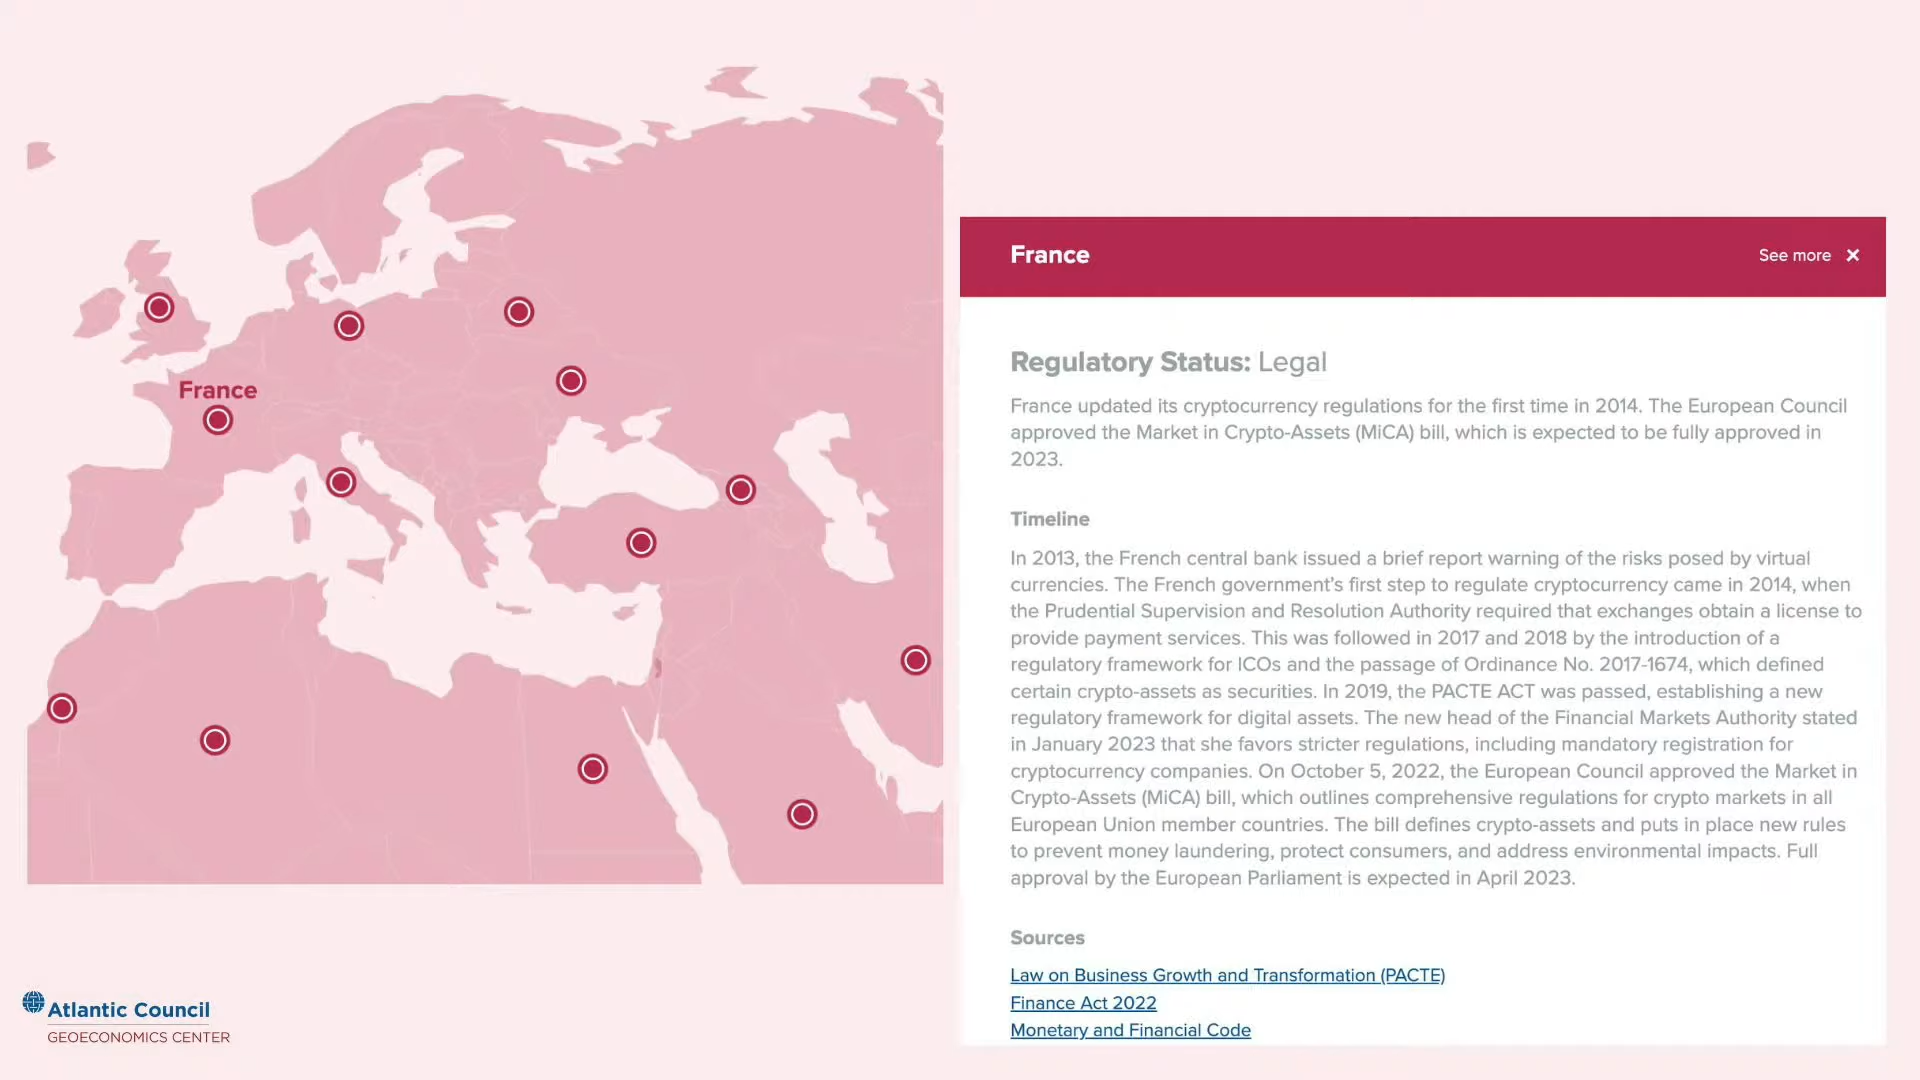 France
France
See more ×
Regulatory Status: Legal
France updated its cryptocurrency regulations for the first time in 2014. The European Council
approved the Market in Crypto-Assets (MiCA) bill, which is expected to be fully approved in
2023.
Timeline
In 2013, the French central bank issued a brief report warning of the risks posed by virtual
currencies. The French government's first step to regulate cryptocurrency came in 2014, when
the Prudential Supervision and Resolution Authority required that exchanges obtain a license to
provide payment services. This was followed in 2017 and 2018 by the introduction of a
regulatory framework for ICOs and the passage of Ordinance No. 2017-1674, which defined
certain crypto-assets as securities. In 2019, the PACTE ACT was passed, establishing a new
regulatory framework for digital assets. The new head of the Financial Markets Authority stated
in January 2023 that she favors stricter regulations, including mandatory registration for
cryptocurrency companies. On October 5, 2022, the European Council approved the Market in
Crypto-Assets (MiCA) bill, which outlines comprehensive regulations for crypto markets in all
European Union member countries. The bill defines crypto-assets and puts in place new rules
to prevent money laundering, protect consumers, and address environmental impacts. Full
approval by the European Parliament is expected in April 2023.
Sources
Law on Business Growth and Transformation (PACTE)
Finance Act 2022
Monetary and Financial Code
Atlantic Council
GEOECONOMICS CENTER